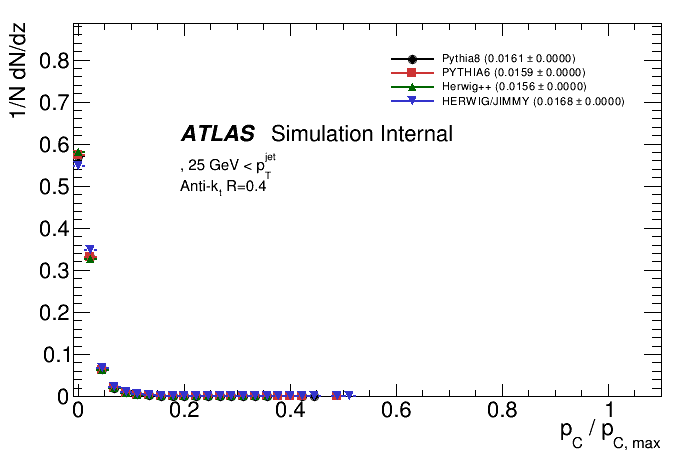 1/N dN/dz
0.8
0.7
0.6
0.5
0.4
0.3
0.2
0.1
0
Pythia8 (0.0161 ± 0.0000)
PYTHIA6 (0.0159 ± 0.0000)
Herwig++ (0.0156 ± 0.0000)
HERWIG/JIMMY (0.0168 ± 0.0000)
ATLAS Simulation Internal
, 25 GeV < p_T^jet
Anti-k_t R=0.4
0 0.2 0.4 0.6 0.8 1
p_C / p_C, max